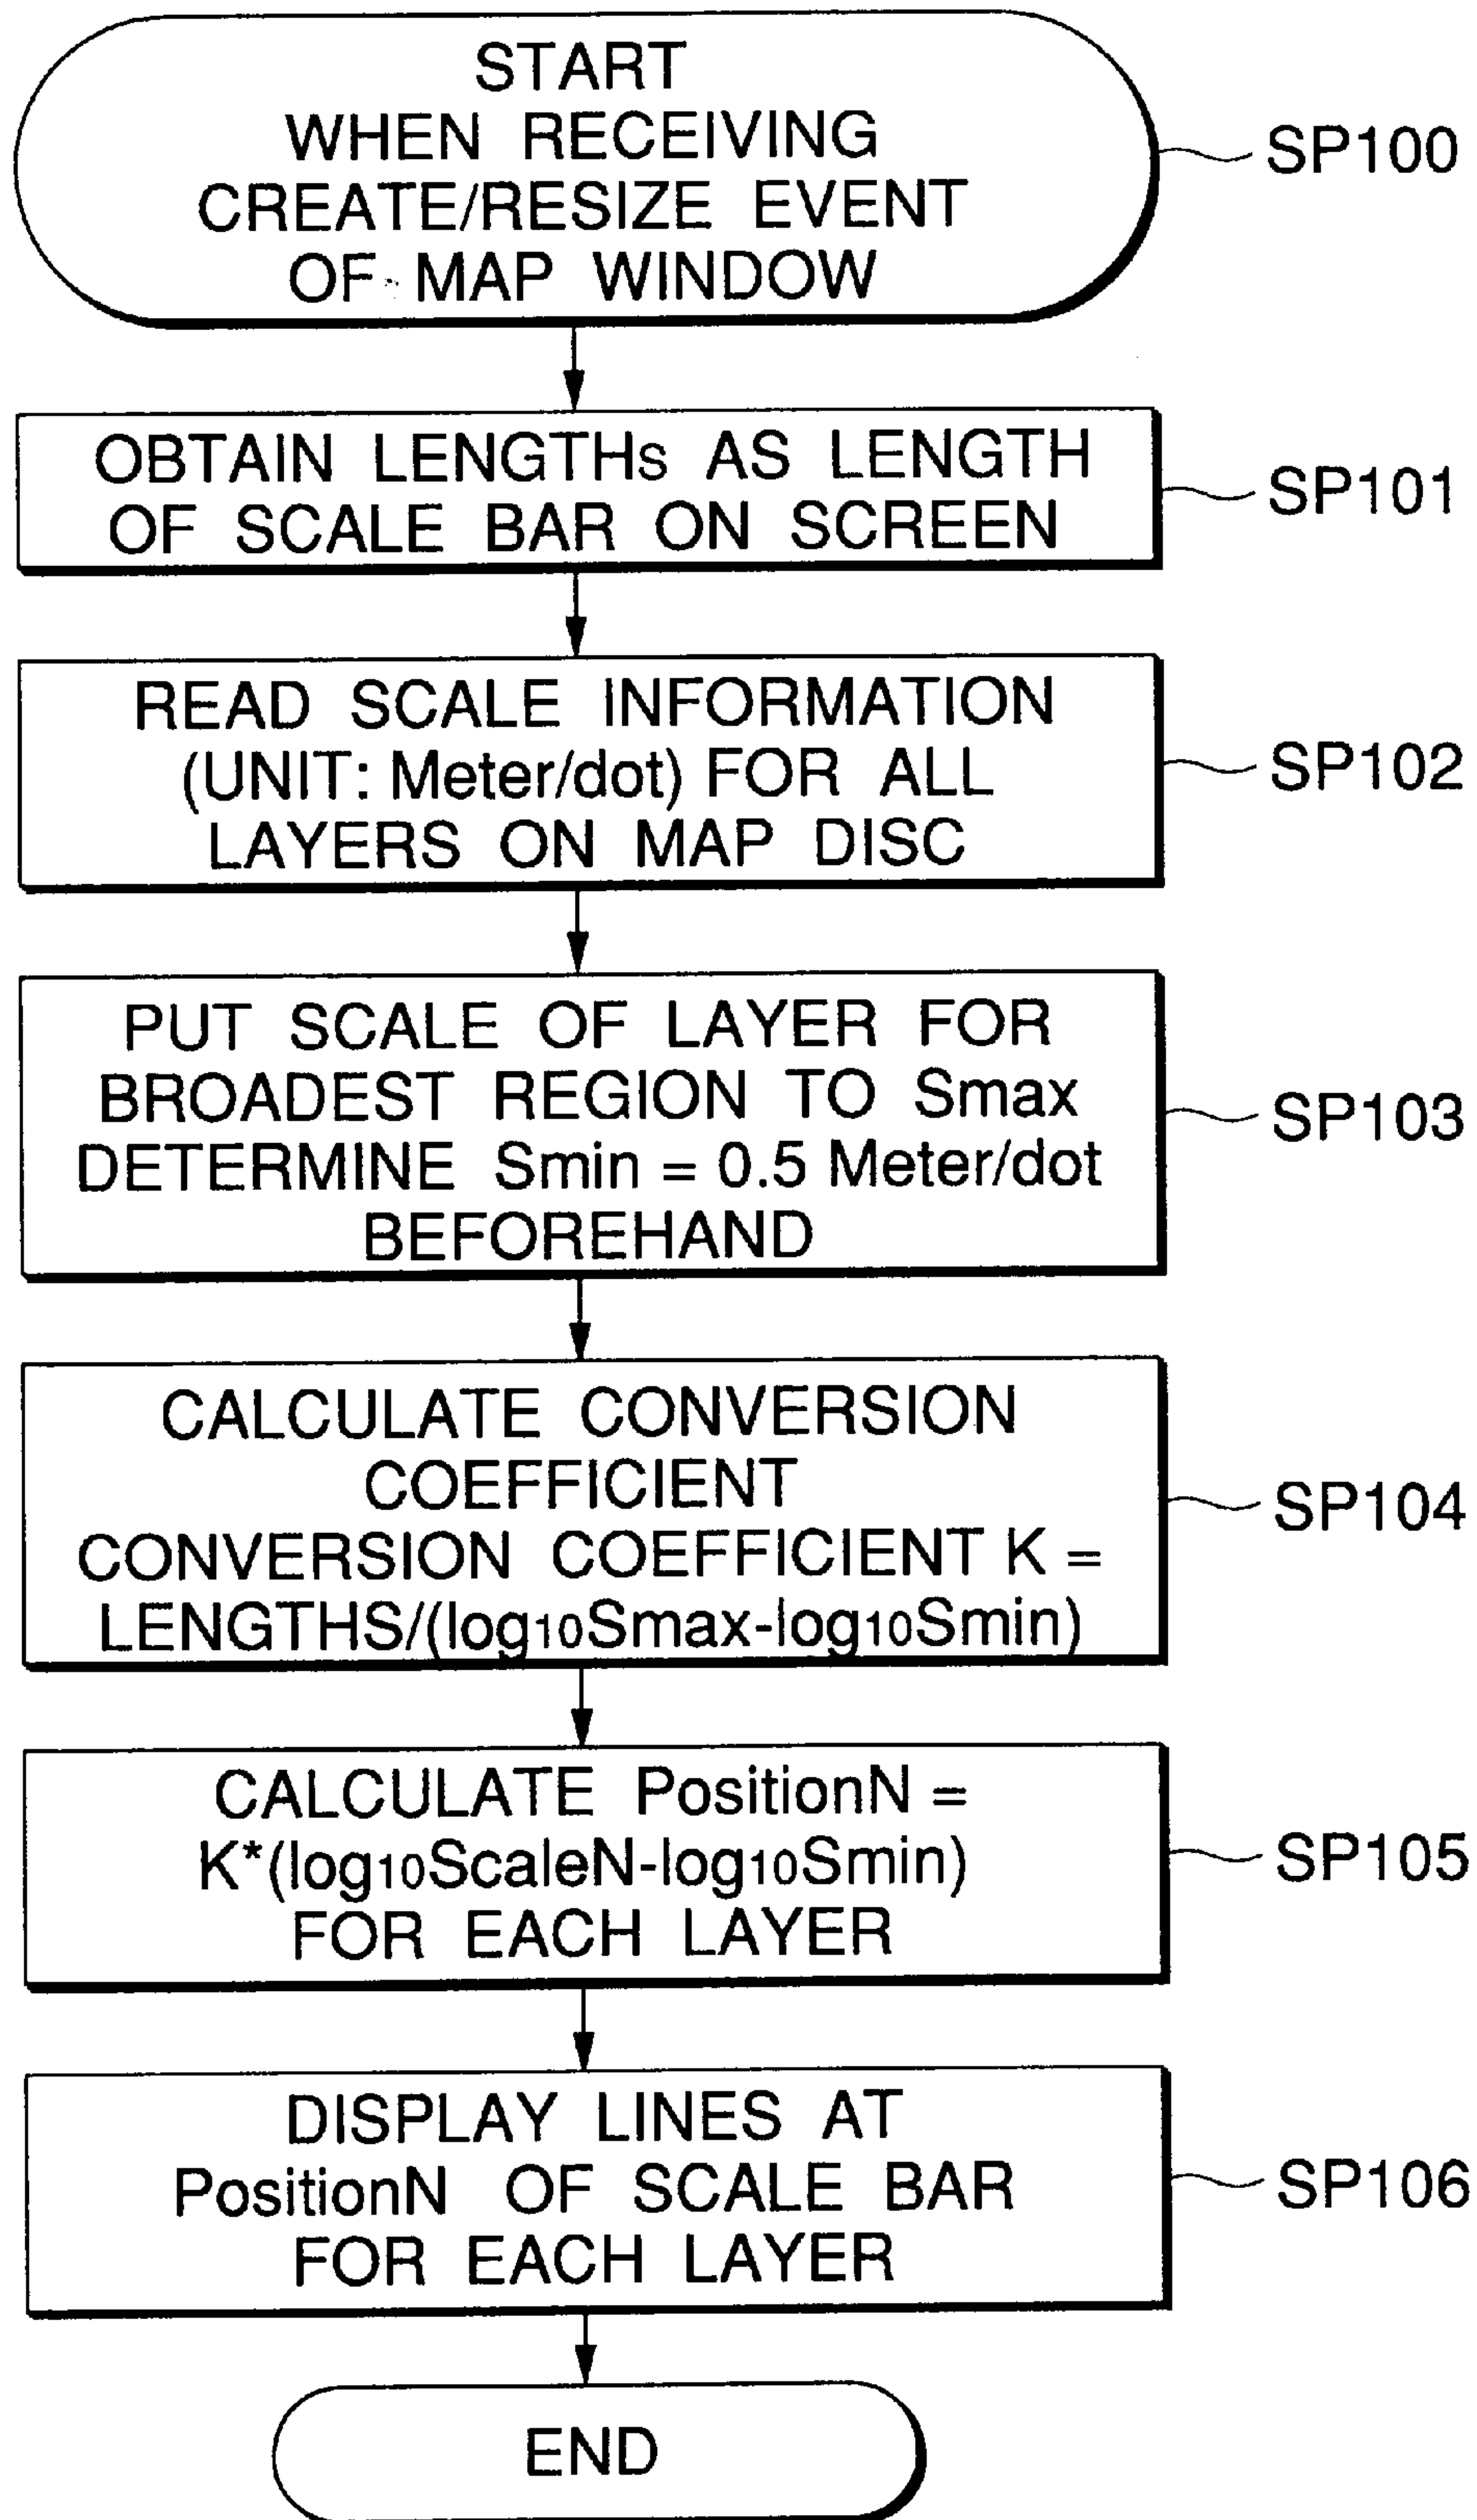 START
WHEN RECEIVING
CREATE/RESIZE EVENT
OF MAP WINDOW
SP100
OBTAIN LENGTHs AS LENGTH
OF SCALE BAR ON SCREEN
SP101
READ SCALE INFORMATION
(UNIT: Meter/dot) FOR ALL
LAYERS ON MAP DISC
SP102
PUT SCALE OF LAYER FOR
BROADEST REGION TO Smax
DETERMINE Smin = 0.5 Meter/dot
BEFOREHAND
SP103
CALCULATE CONVERSION
COEFFICIENT
CONVERSION COEFFICIENT K =
LENGTHS/(log10Smax-log10Smin)
SP104
CALCULATE PositionN =
K*(log10ScaleN-log10Smin)
FOR EACH LAYER
SP105
DISPLAY LINES AT
PositionN OF SCALE BAR
FOR EACH LAYER
SP106
END